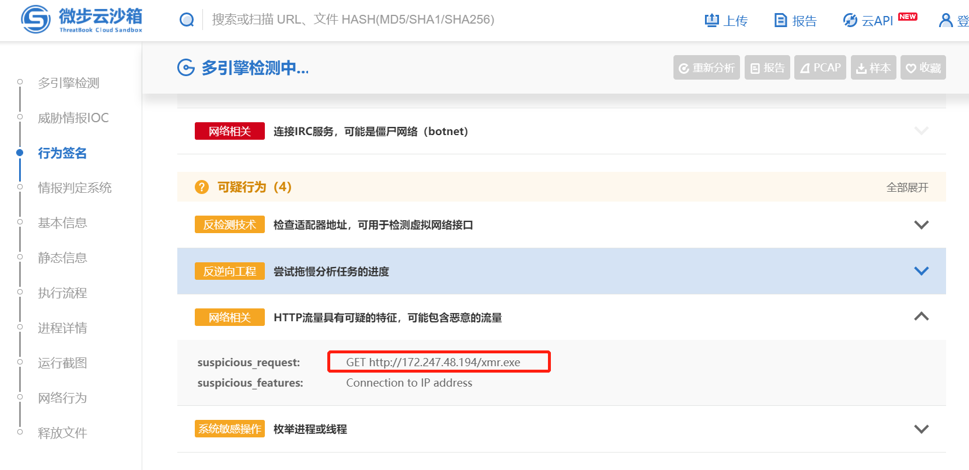 微步云沙箱
ThreatBook Cloud Sandbox
搜索或扫描 URL、文件 HASH(MD5/SHA1/SHA256)
上传
报告
云API
NEW
登
多引擎检测
威胁情报IOC
行为签名
情报判定系统
基本信息
静态信息
执行流程
进程详情
运行截图
网络行为
释放文件
多引擎检测中...
重新分析
报告
PCAP
样本
收藏
网络相关 连接IRC服务，可能是僵尸网络（botnet）
可疑行为（4） 全部展开
反检测技术 检查适配器地址，可用于检测虚拟网络接口
反逆向工程 尝试拖慢分析任务的进度
网络相关 HTTP流量具有可疑的特征，可能包含恶意的流量
suspicious_request: GET http://172.247.48.194/xmr.exe
suspicious_features: Connection to IP address
系统敏感操作 枚举进程或线程